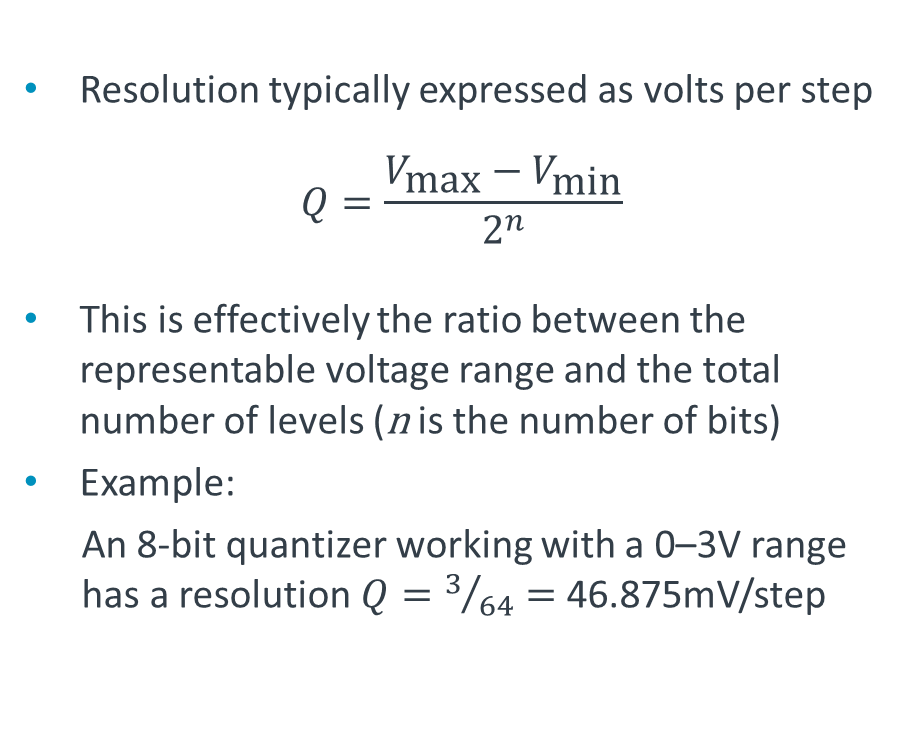 • Resolution typically expressed as volts per step
Q = (Vmax − Vmin) / 2ⁿ
• This is effectively the ratio between the
representable voltage range and the total
number of levels (n is the number of bits)
• Example:
An 8-bit quantizer working with a 0–3V range
has a resolution Q = 3/64 = 46.875mV/step